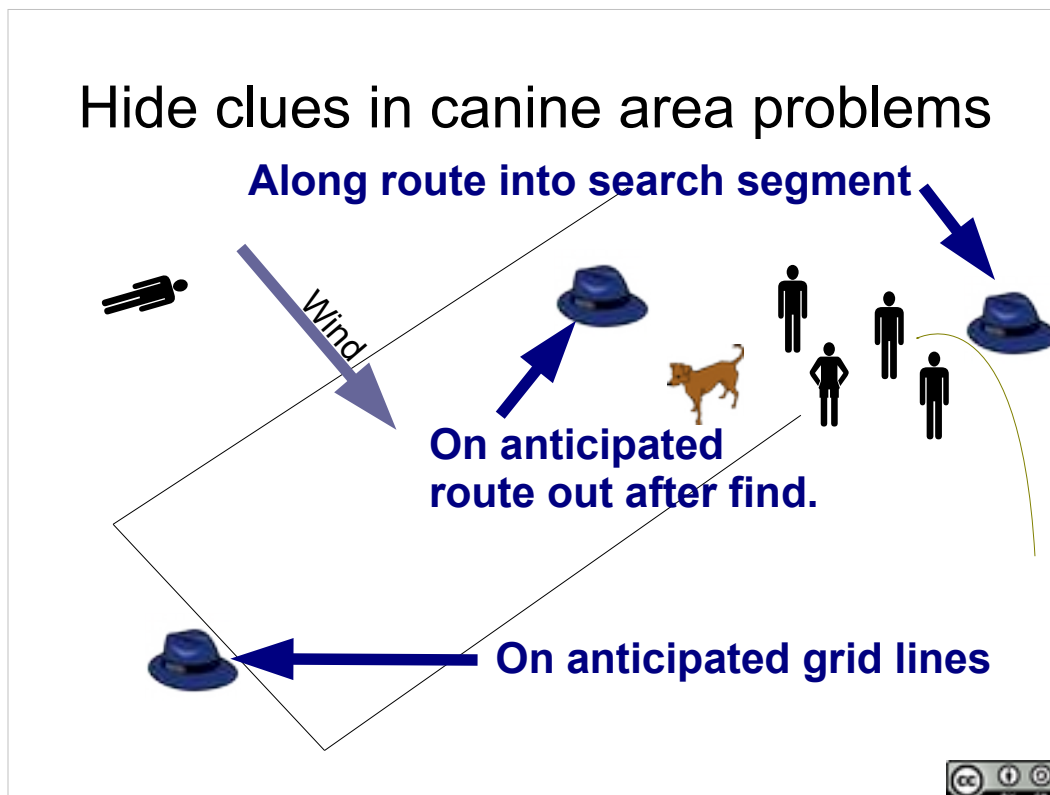 Hide clues in canine area problems
Along route into search segment
Wind
On anticipated
route out after find.
On anticipated grid lines
cc